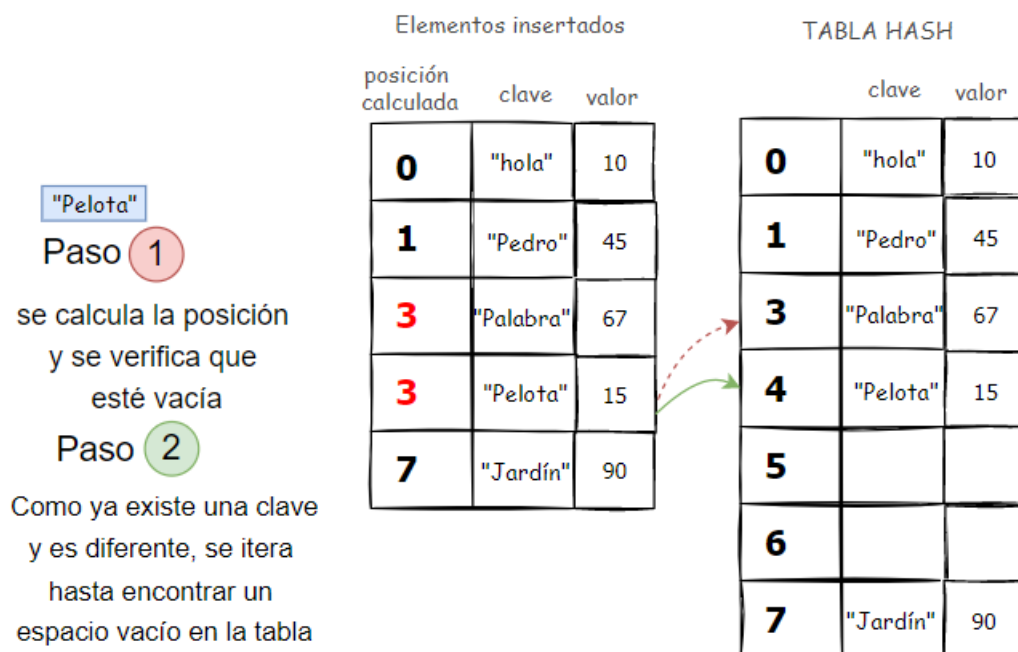 "Pelota"
Paso 1
se calcula la posición
y se verifica que
esté vacía
Paso 2
Como ya existe una clave
y es diferente, se itera
hasta encontrar un
espacio vacío en la tabla
Elementos insertados
posición calculada clave valor
0 "hola" 10
1 "Pedro" 45
3 "Palabra" 67
3 "Pelota" 15
7 "Jardín" 90
TABLA HASH
clave valor
0 "hola" 10
1 "Pedro" 45
3 "Palabra" 67
4 "Pelota" 15
5
6
7 "Jardín" 90